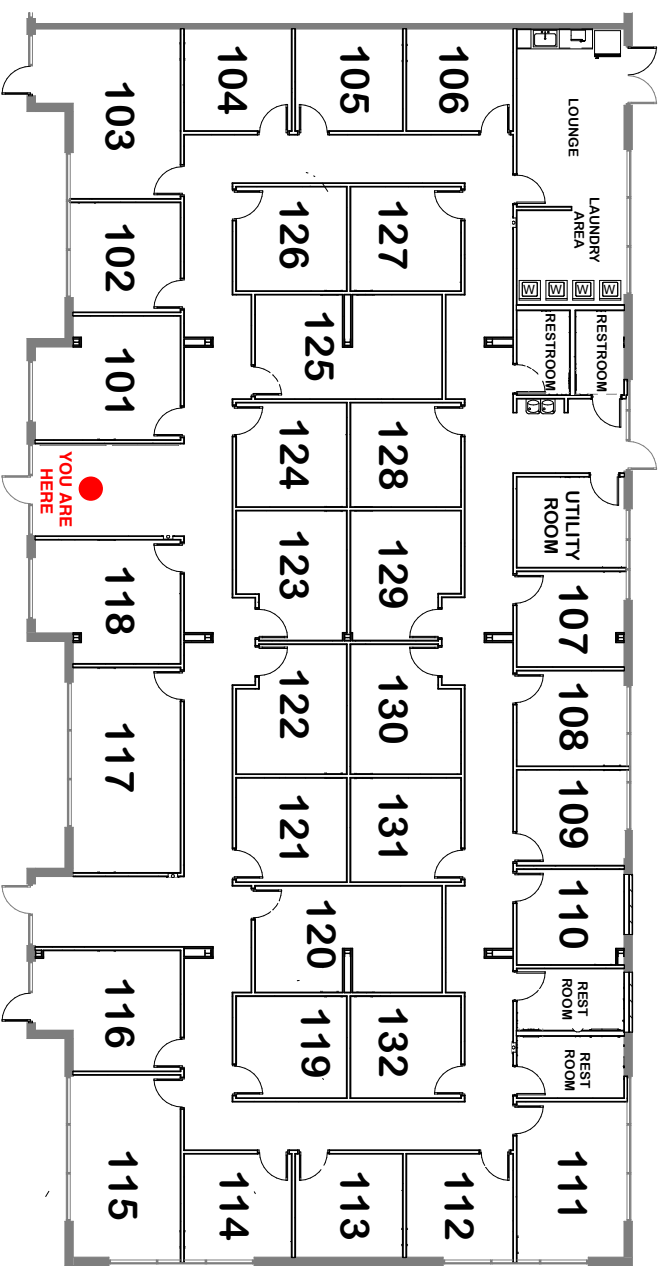 106
105
104
103
LOUNGE
LAUNDRY
AREA
W
W
W
W
127
126
102
RESTROOM
RESTROOM
125
101
128
124
YOU ARE
HERE
UTILITY
ROOM
129
123
118
107
130
122
117
108
131
121
109
120
110
REST
ROOM
132
119
116
REST
ROOM
111
112
113
114
115